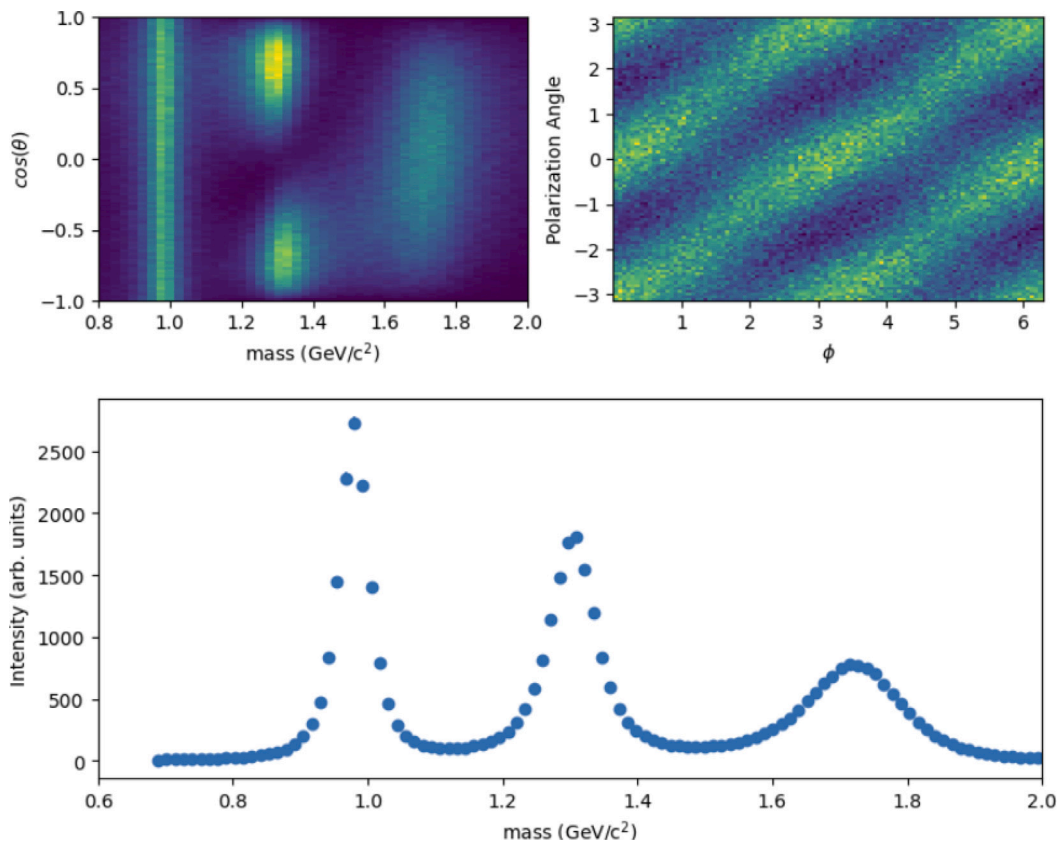 1.0
0.5
0.0
−0.5
−1.0
cos(θ)
0.8 1.0 1.2 1.4 1.6 1.8 2.0
mass (GeV/c²)
3
2
1
0
−1
−2
−3
Polarization Angle
1 2 3 4 5 6
ϕ
2500
2000
1500
1000
500
0
Intensity (arb. units)
0.6 0.8 1.0 1.2 1.4 1.6 1.8 2.0
mass (GeV/c²)